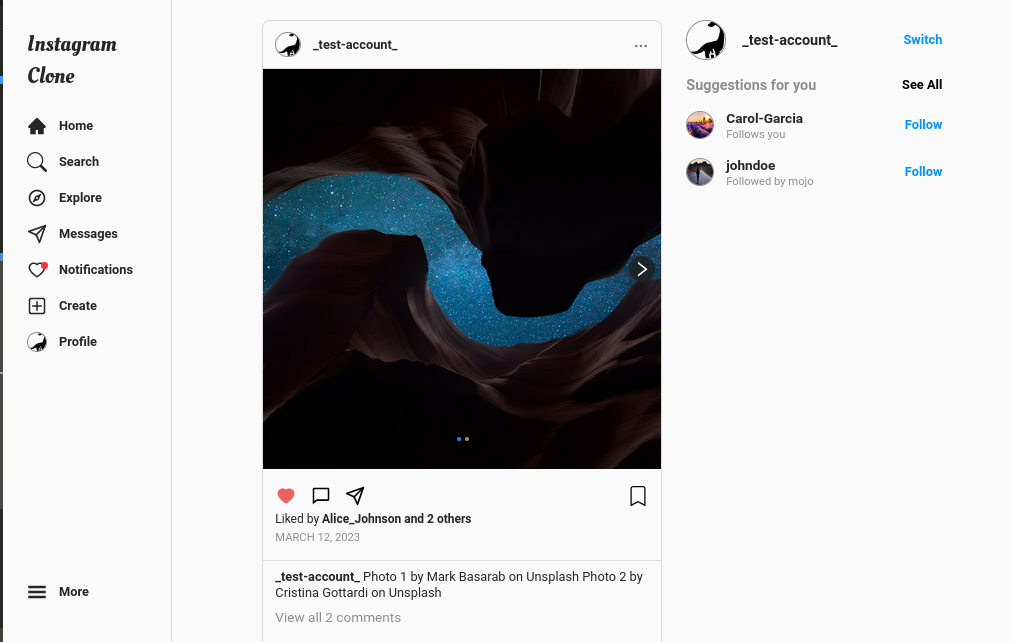 Instagram
Clone
Home
Search
Explore
Messages
Notifications
Create
Profile
More
_test-account_
Liked by Alice_Johnson and 2 others
MARCH 12, 2023
_test-account_ Photo 1 by Mark Basarab on Unsplash Photo 2 by
Cristina Gottardi on Unsplash
View all 2 comments
_test-account_ Switch
Suggestions for you See All
Carol-Garcia
Follows you
Follow
johndoe
Followed by mojo
Follow